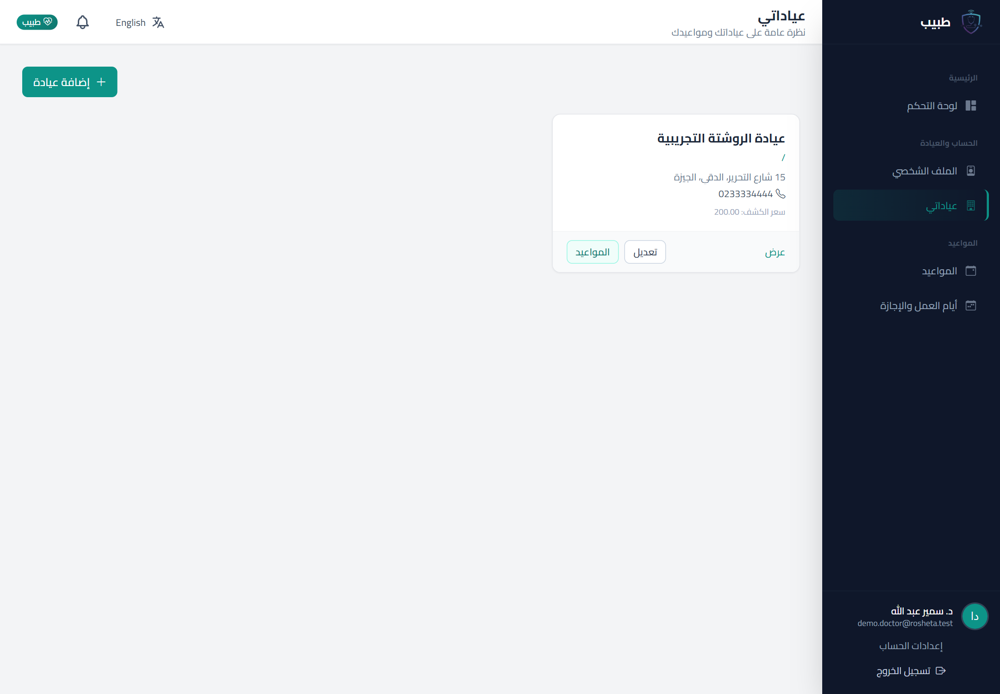 طبيب
الرئيسية
لوحة التحكم
الحساب والعيادة
الملف الشخصي
عياداتي
المواعيد
المواعيد
أيام العمل والإجازة
دا
د. سمير عبد الله
demo.doctor@rosheta.test
إعدادات الحساب
تسجيل الخروج
عياداتي
نظرة عامة على عياداتك ومواعيدك
English
طبيب
إضافة عيادة
عيادة الروشتة التجريبية
/
15 شارع التحرير، الدقي، الجيزة
0233334444
سعر الكشف: 200.00
عرض
تعديل
المواعيد